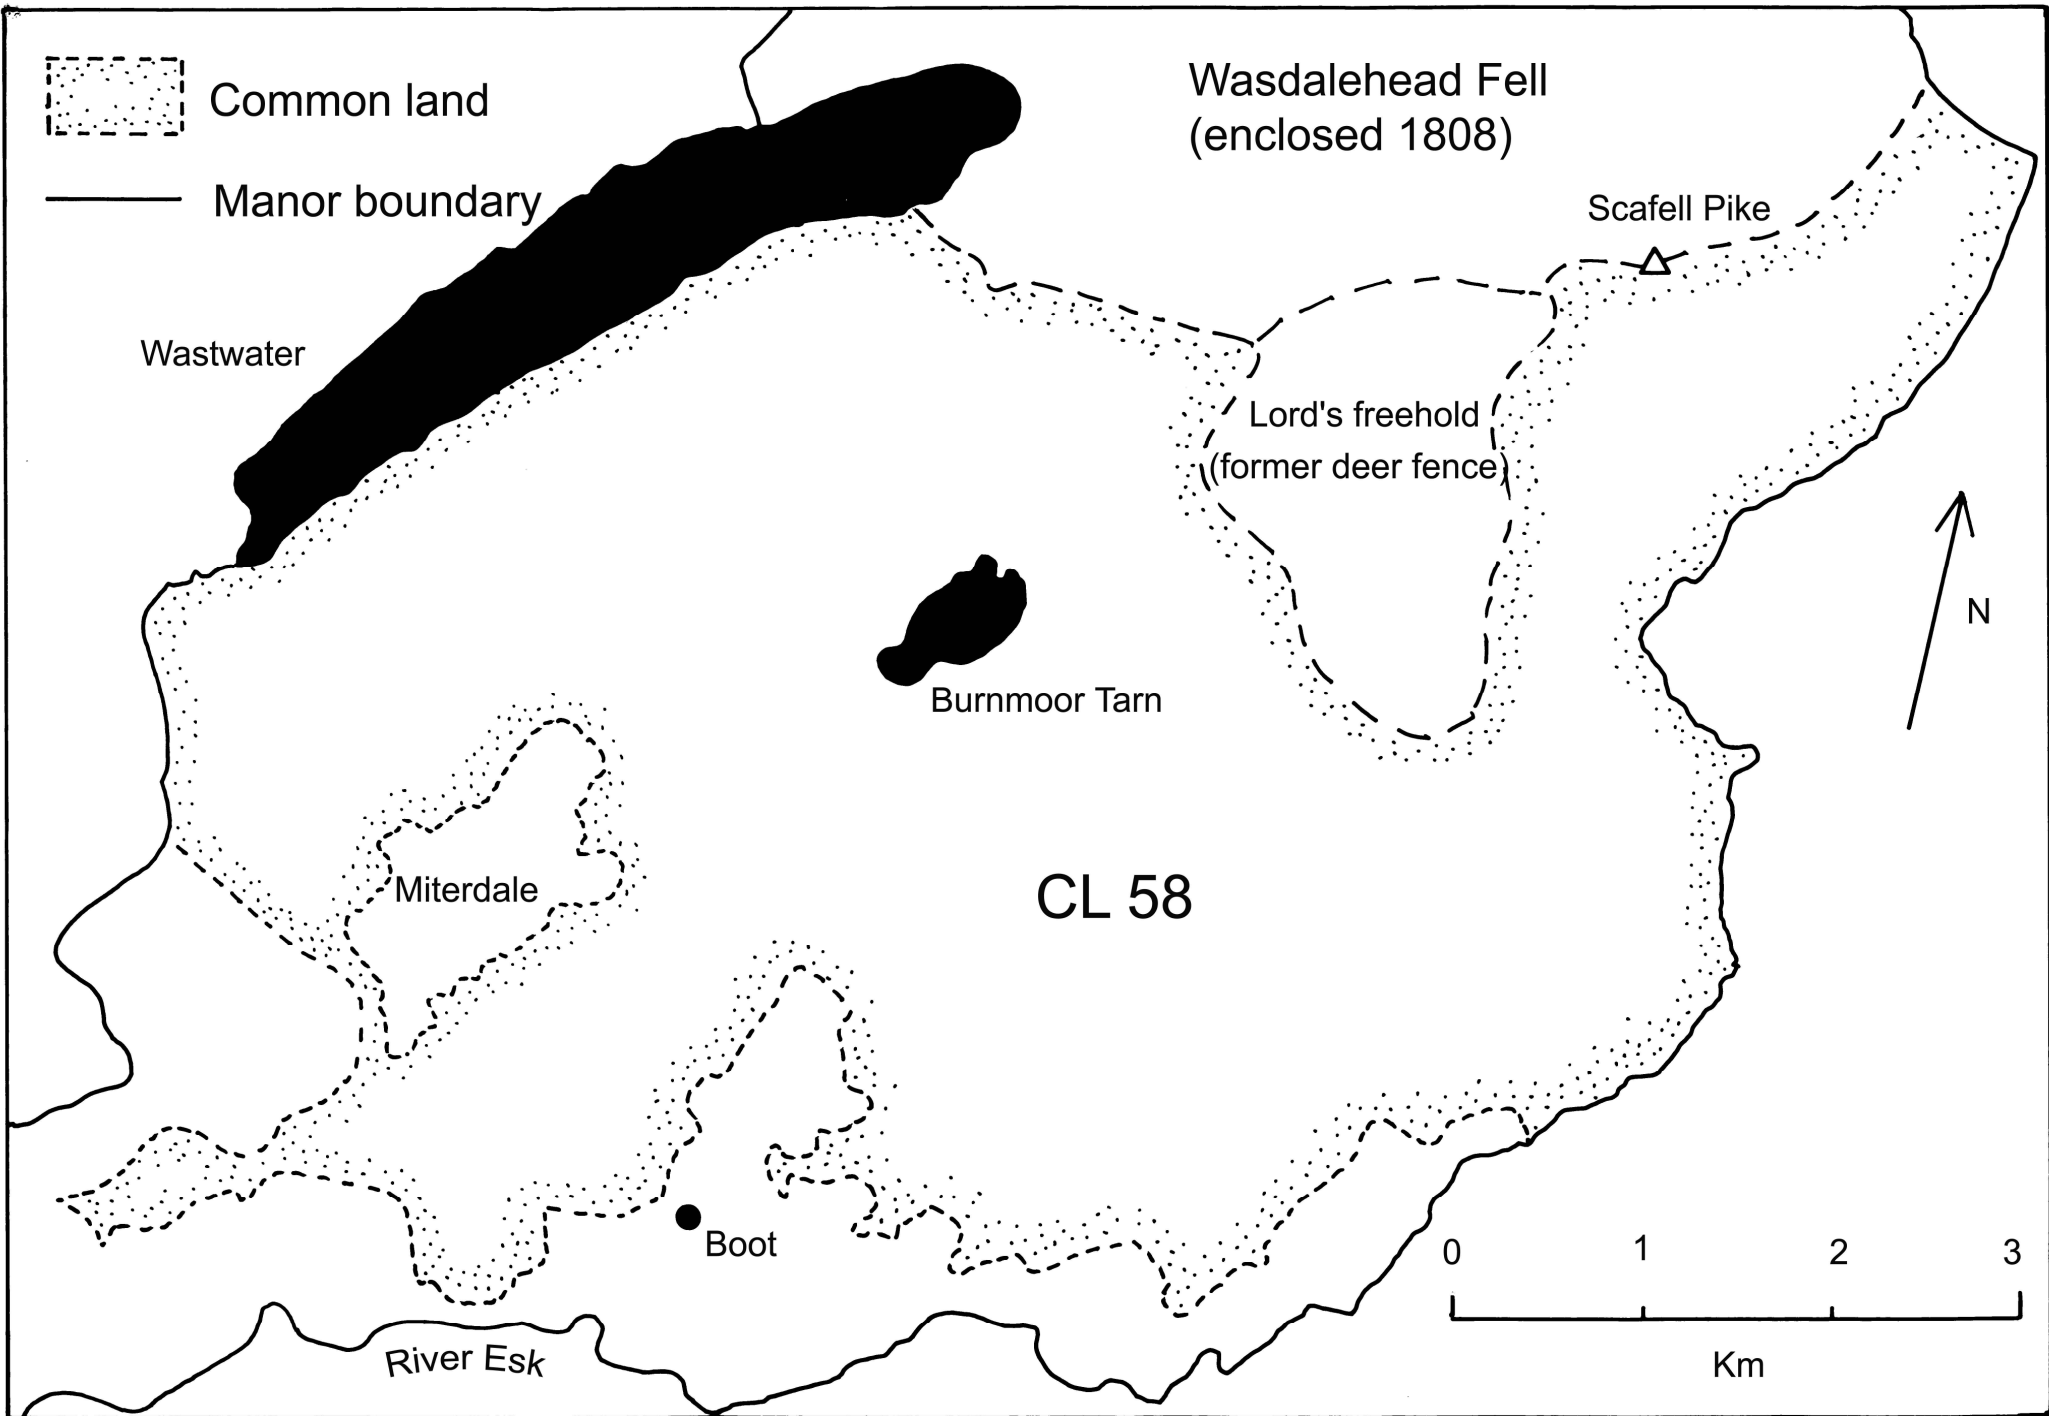 Common land
Manor boundary
Wasdalehead Fell
(enclosed 1808)
Scafell Pike
Wastwater
Lord's freehold
(former deer fence)
N
Burnmoor Tarn
Miterdale
CL 58
Boot
0 1 2 3
Km
River Esk